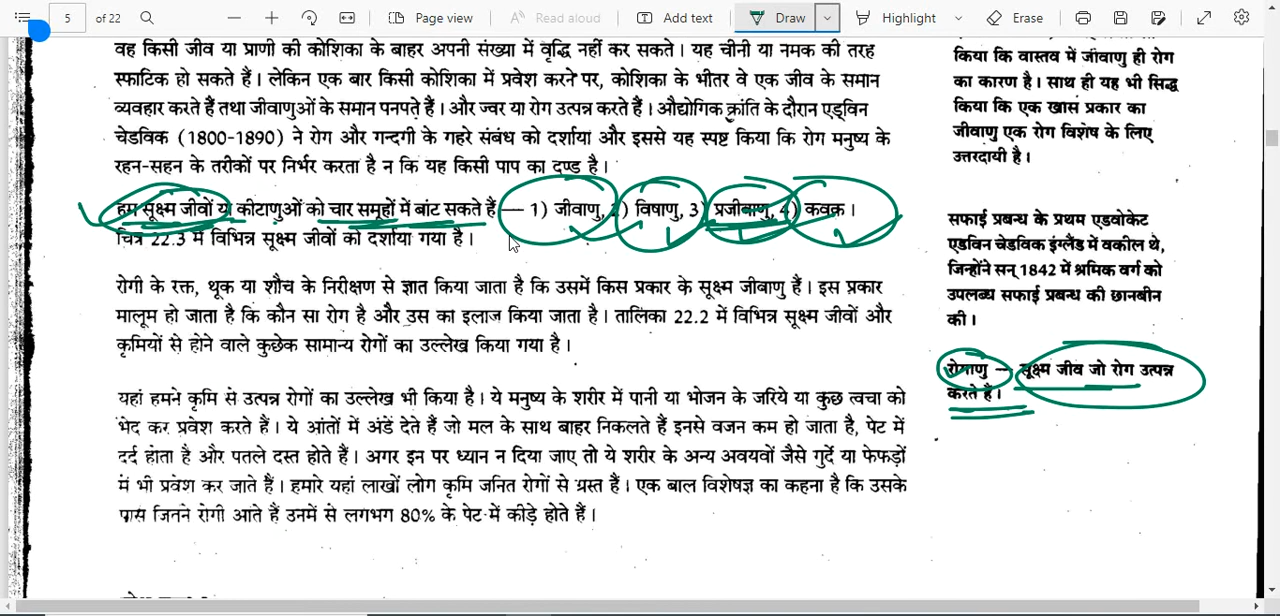 5 of 22 Page view Read aloud Add text Draw Highlight Erase
वह किसी जीव या प्राणी की कोशिका के बाहर अपनी संख्या में वृद्धि नहीं कर सकते। यह चीनी या नमक की तरह
स्फाटिक हो सकते हैं। लेकिन एक बार किसी कोशिका में प्रवेश करने पर, कोशिका के भीतर वे एक जीव के समान
व्यवहार करते हैं तथा जीवाणुओं के समान पनपते हैं। और ज्वर या रोग उत्पन्न करते हैं। औद्योगिक क्रांति के दौरान एड्विन
चेडविक (1800-1890) ने रोग और गन्दगी के गहरे संबंध को दर्शाया और इससे यह स्पष्ट किया कि रोग मनुष्य के
रहन-सहन के तरीकों पर निर्भर करता है न कि यह किसी पाप का दण्ड है।
हम सूक्ष्म जीवों या कीटाणुओं को चार समूहों में बांट सकते हैं— 1) जीवाणु, 2) विषाणु, 3) प्रजीवाणु, 4) कवक।
चित्र 22.3 में विभिन्न सूक्ष्म जीवों को दर्शाया गया है।
रोगी के रक्त, थूक या शौच के निरीक्षण से ज्ञात किया जाता है कि उसमें किस प्रकार के सूक्ष्म जीबाणु हैं। इस प्रकार
मालूम हो जाता है कि कौन सा रोग है और उस का इलाज किया जाता है। तालिका 22.2 में विभिन्न सूक्ष्म जीवों और
कृमियों से होने वाले कुछेक सामान्य रोगों का उल्लेख किया गया है।
यहां हमने कृमि से उत्पन्न रोगों का उल्लेख भी किया है। ये मनुष्य के शरीर में पानी या भोजन के जरिये या कुछ त्वचा को
भेद कर प्रवेश करते हैं। ये आंतों में अंडें देते हैं जो मल के साथ बाहर निकलते हैं इनसे वजन कम हो जाता है, पेट में
दर्द होता है और पतले दस्त होते हैं। अगर इन पर ध्यान न दिया जाए तो ये शरीर के अन्य अवयवों जैसे गुर्दे या फेफड़ों
में भी प्रवेश कर जाते हैं। हमारे यहां लाखों लोग कृमि जनित रोगों से ग्रस्त हैं। एक बाल विशेषज्ञ का कहना है कि उसके
पास जितने रोगी आते हैं उनमें से लगभग 80% के पेट में कीड़े होते हैं।
किया कि वास्तव में जीवाणु ही रोग
का कारण है। साथ ही यह भी सिद्ध
किया कि एक खास प्रकार का
जीवाणु एक रोग विशेष के लिए
उत्तरदायी है।
सफाई प्रबन्ध के प्रथम एडवोकेट
एडविन चेडविक इंग्लैंड में वकील थे,
जिन्होंने सन् 1842 में श्रमिक वर्ग को
उपलब्ध सफाई प्रबन्ध की छानबीन
की।
रोगाणु — सूक्ष्म जीव जो रोग उत्पन्न
करते हैं।